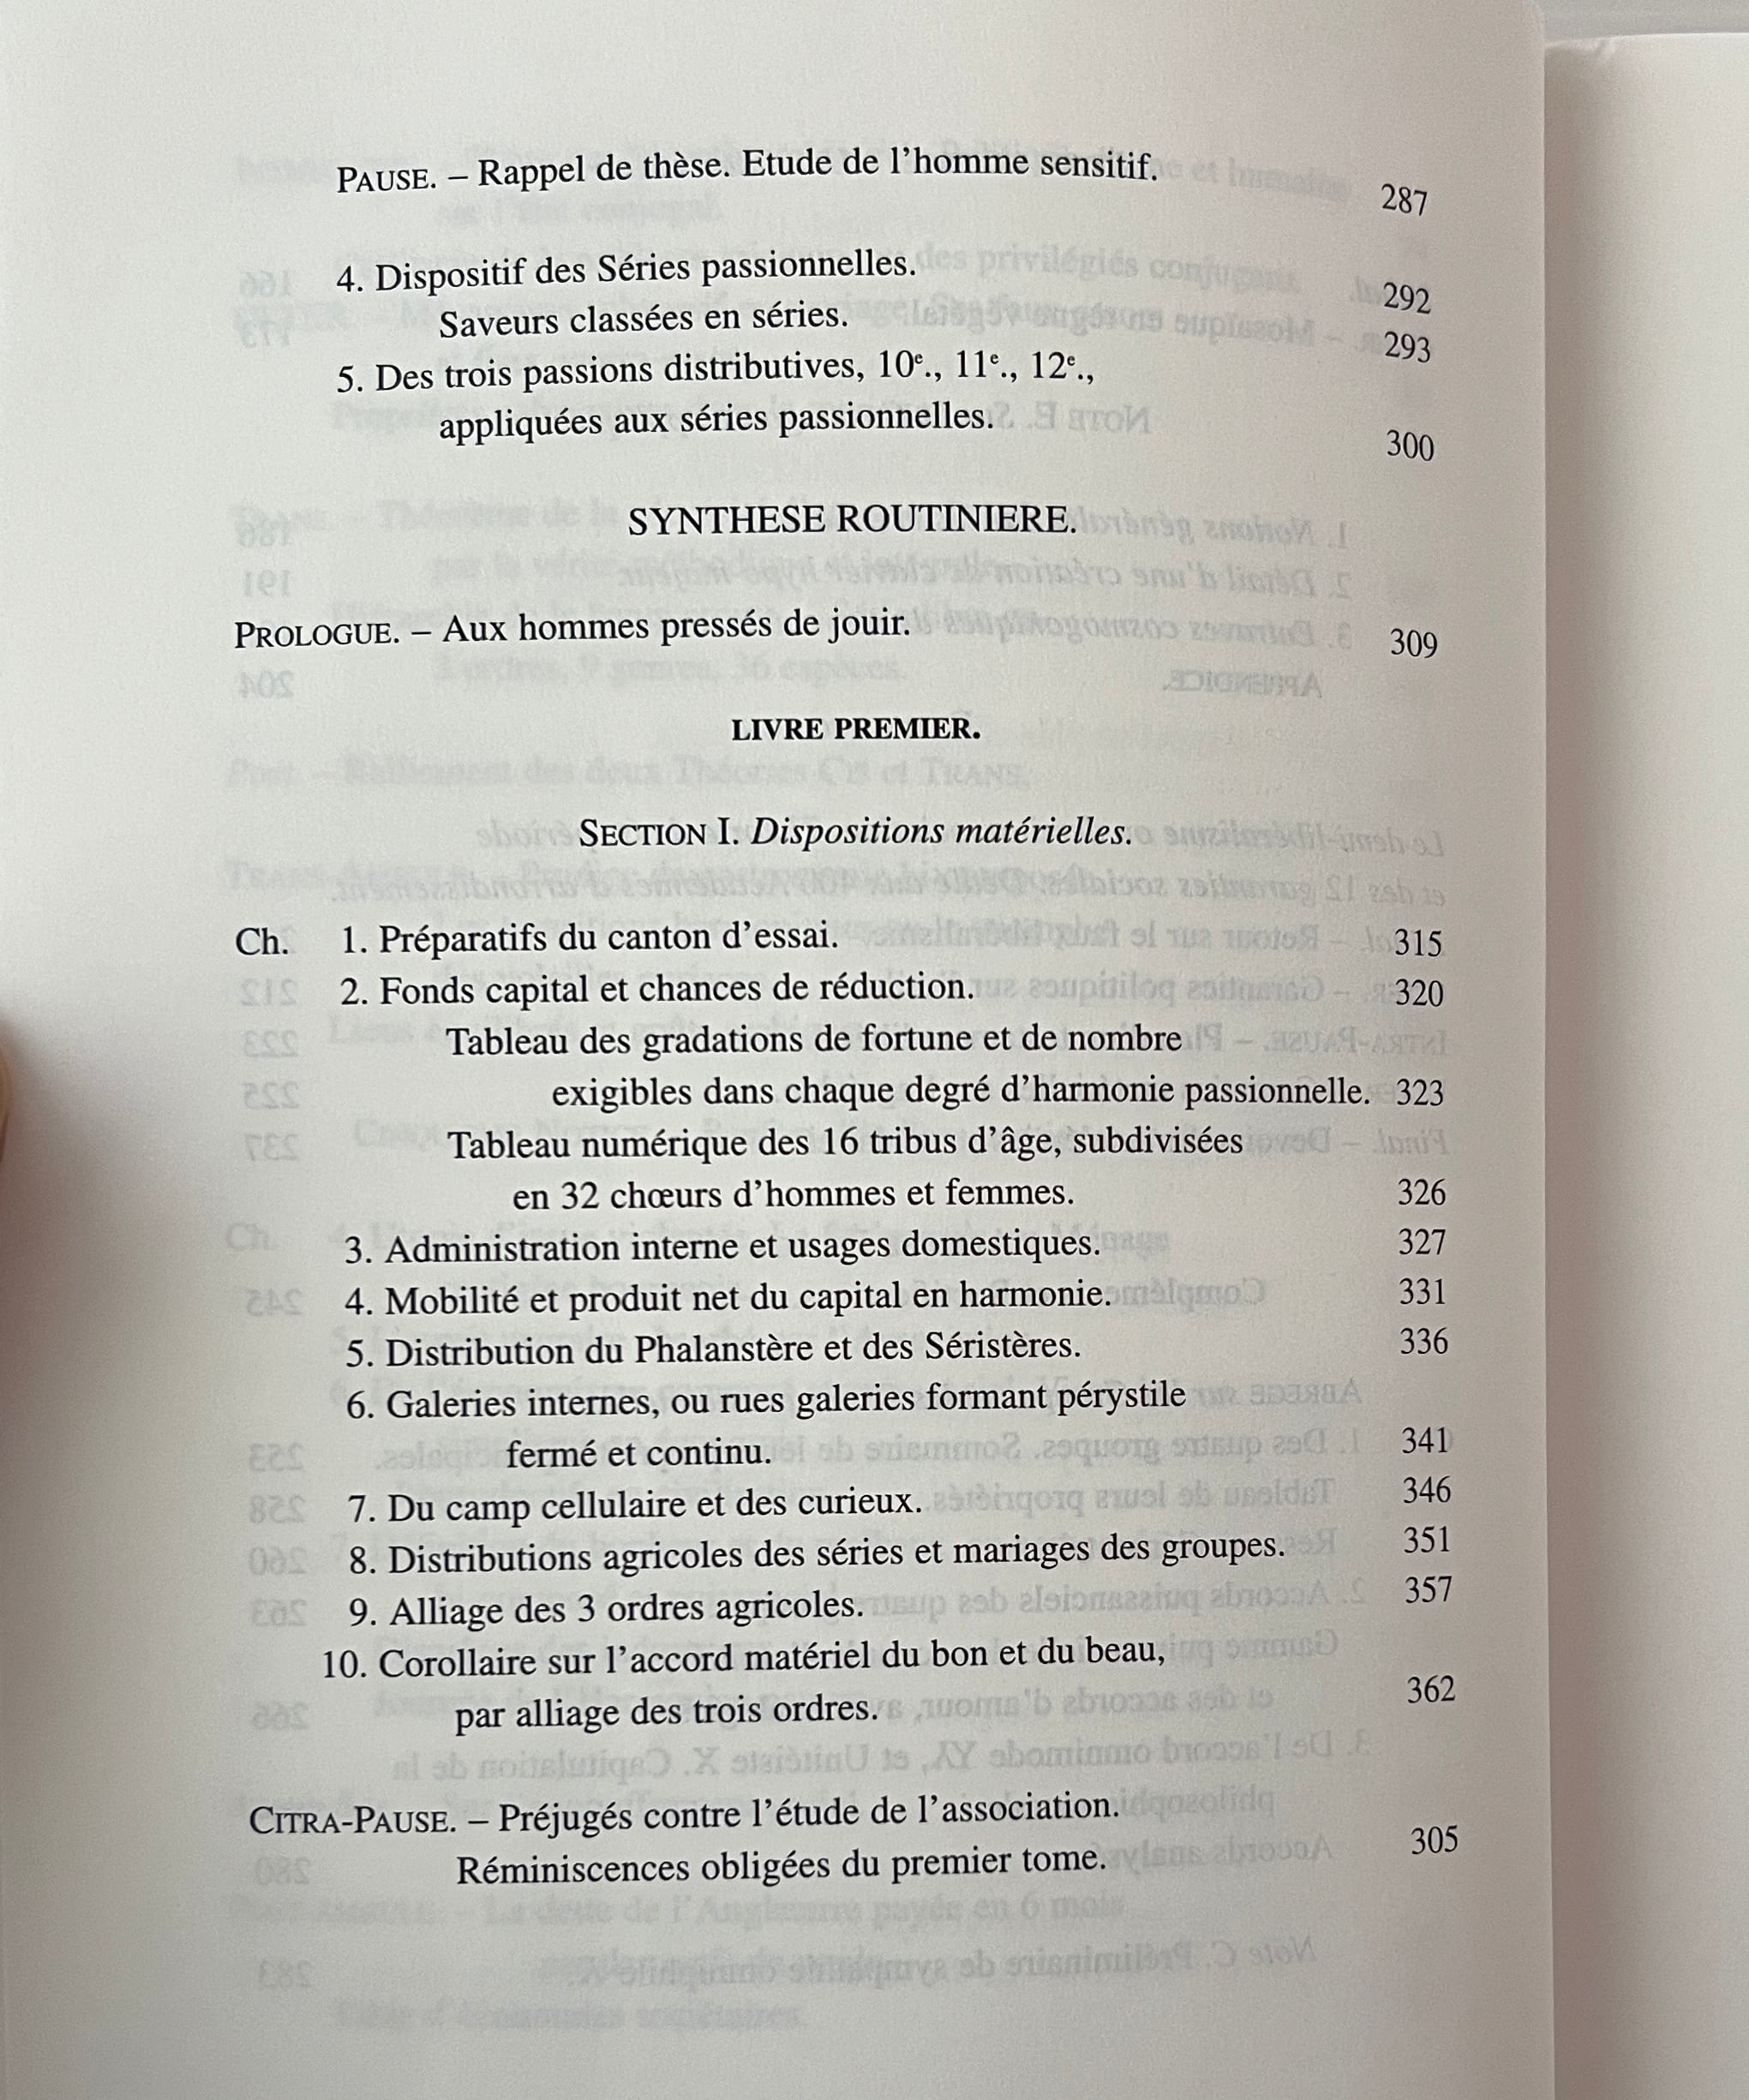 PAUSE. – Rappel de thèse. Etude de l'homme sensitif. 287
4. Dispositif des Séries passionnelles. 292
Saveurs classées en séries. 293
5. Des trois passions distributives, 10e., 11e., 12e.,
appliquées aux séries passionnelles. 300
SYNTHESE ROUTINIERE.
PROLOGUE. – Aux hommes pressés de jouir. 309
LIVRE PREMIER.
SECTION I. Dispositions matérielles.
Ch. 1. Préparatifs du canton d'essai. 315
2. Fonds capital et chances de réduction. 320
Tableau des gradations de fortune et de nombre
exigibles dans chaque degré d'harmonie passionnelle. 323
Tableau numérique des 16 tribus d'âge, subdivisées
en 32 chœurs d'hommes et femmes. 326
3. Administration interne et usages domestiques. 327
4. Mobilité et produit net du capital en harmonie. 331
5. Distribution du Phalanstère et des Séristères. 336
6. Galeries internes, ou rues galeries formant pérystile
fermé et continu. 341
7. Du camp cellulaire et des curieux. 346
8. Distributions agricoles des séries et mariages des groupes. 351
9. Alliage des 3 ordres agricoles. 357
10. Corollaire sur l'accord matériel du bon et du beau,
par alliage des trois ordres. 362
CITRA-PAUSE. – Préjugés contre l'étude de l'association.
Réminiscences obligées du premier tome. 305